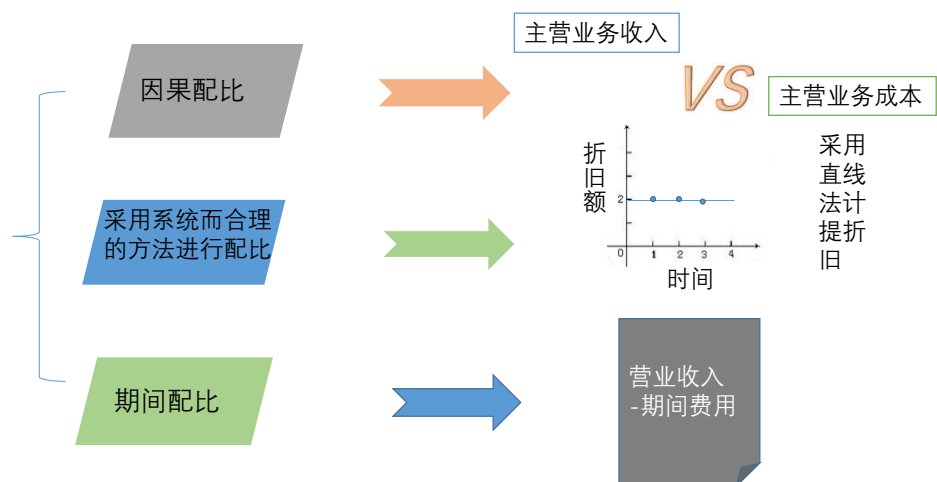 主营业务收入
因果配比
VS
主营业务成本
折
旧
额
2
0
1
2
3
4
时间
采用
直线
法计
提折
旧
采用系统而合理
的方法进行配比
期间配比
营业收入
-期间费用